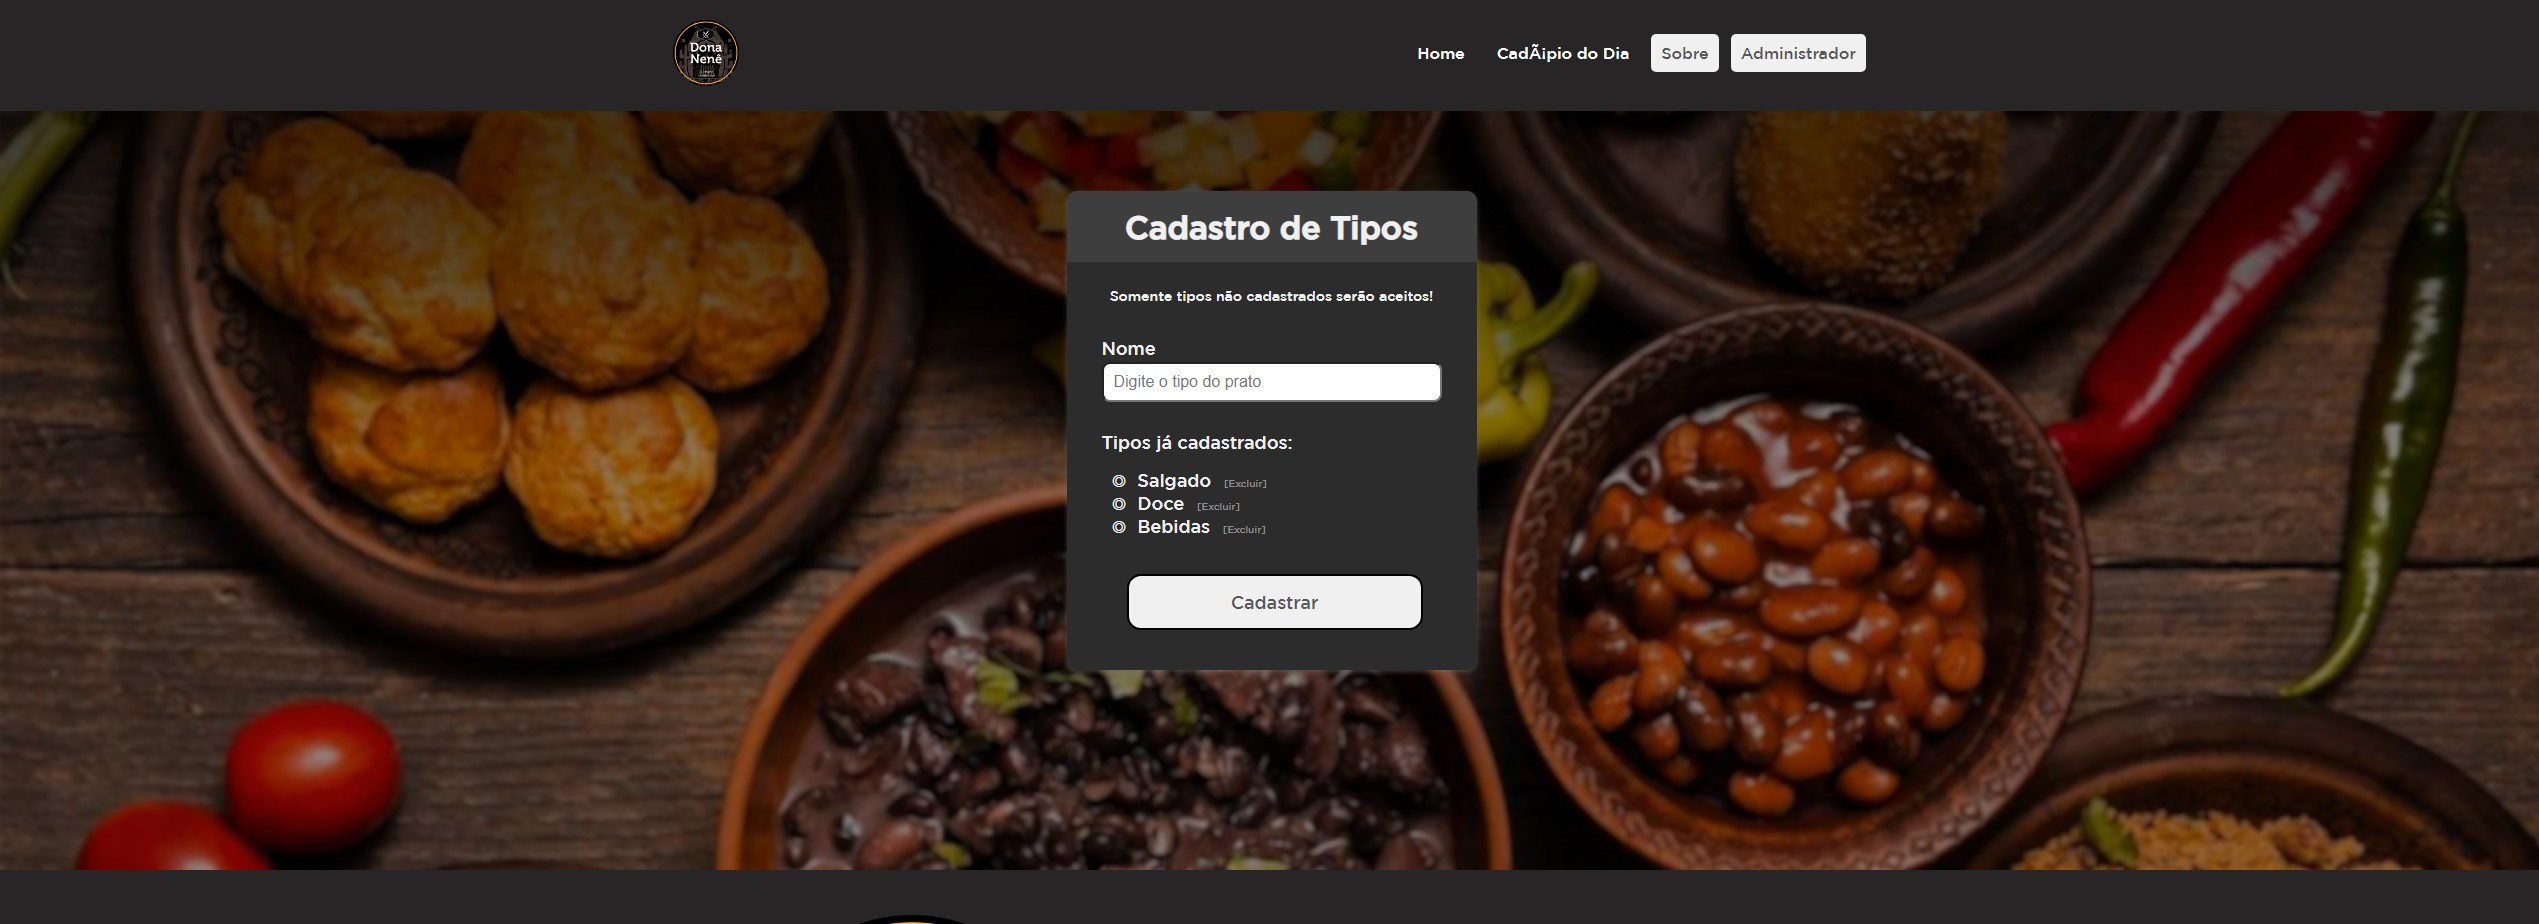 Dona
Nenê
Home
CadÃ¡pio do Dia
Sobre
Administrador
Cadastro de Tipos
Somente tipos não cadastrados serão aceitos!
Nome
Digite o tipo do prato
Tipos já cadastrados:
Salgado [Excluir]
Doce [Excluir]
Bebidas [Excluir]
Cadastrar